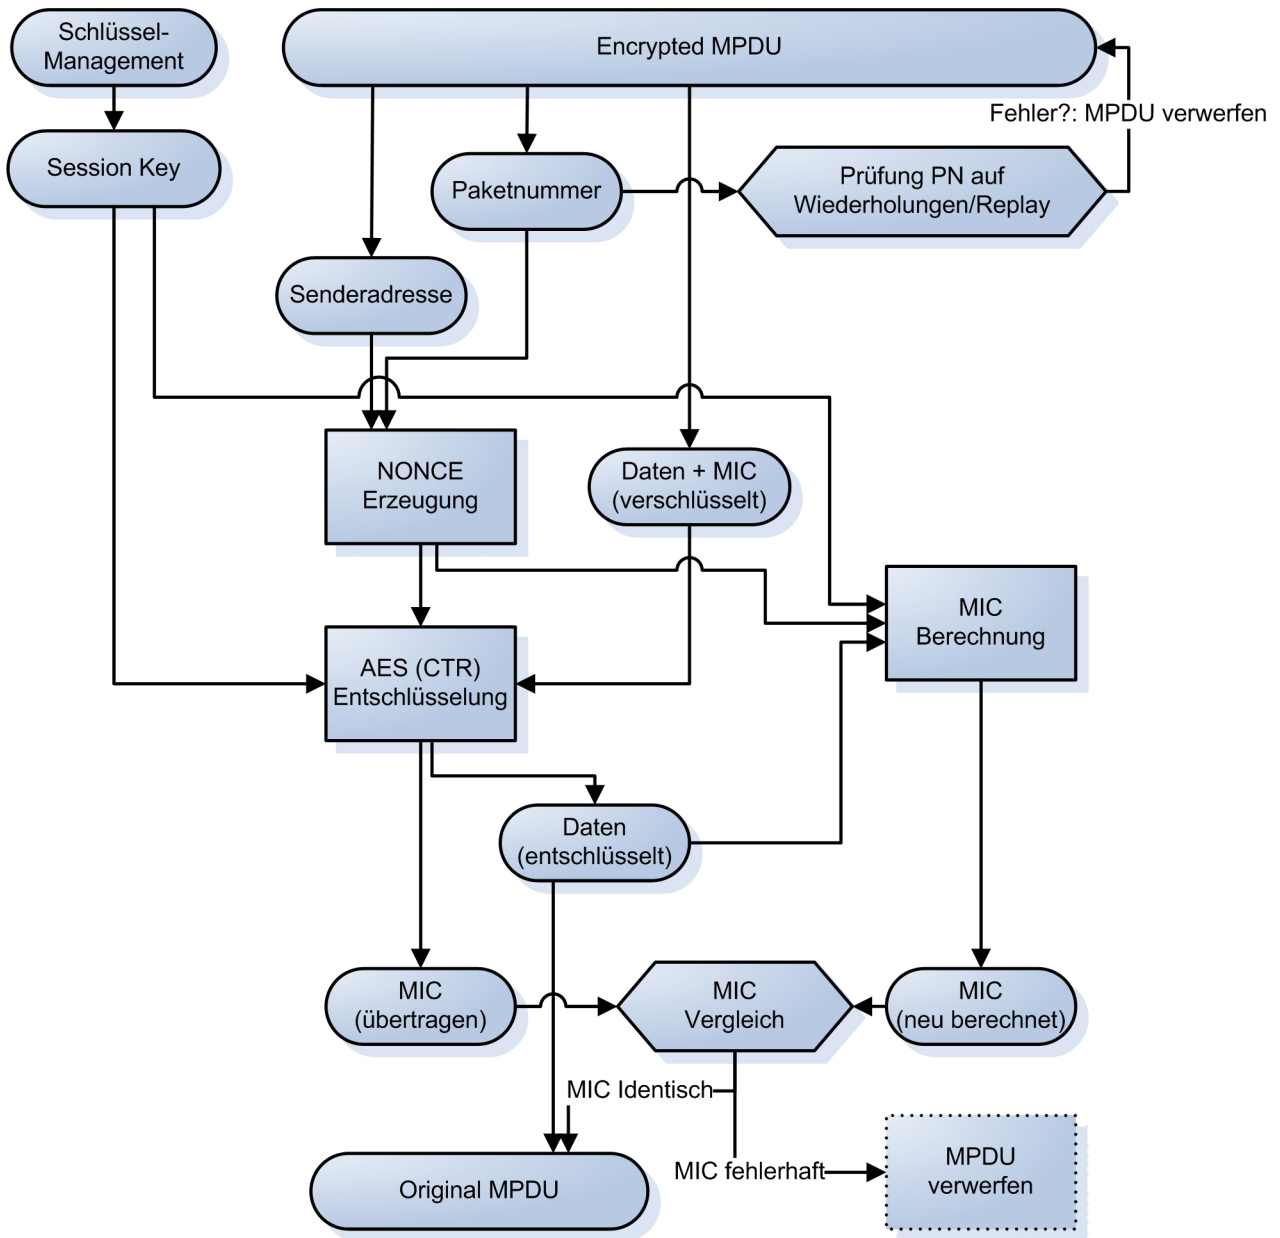 Schlüssel-
Management
Encrypted MPDU
Fehler?: MPDU verwerfen
Session Key
Paketnummer
Prüfung PN auf
Wiederholungen/Replay
Senderadresse
NONCE
Erzeugung
Daten + MIC
(verschlüsselt)
MIC
Berechnung
AES (CTR)
Entschlüsselung
Daten
(entschlüsselt)
MIC
(übertragen)
MIC
Vergleich
MIC
(neu berechnet)
MIC Identisch
MIC fehlerhaft
MPDU
verwerfen
Original MPDU